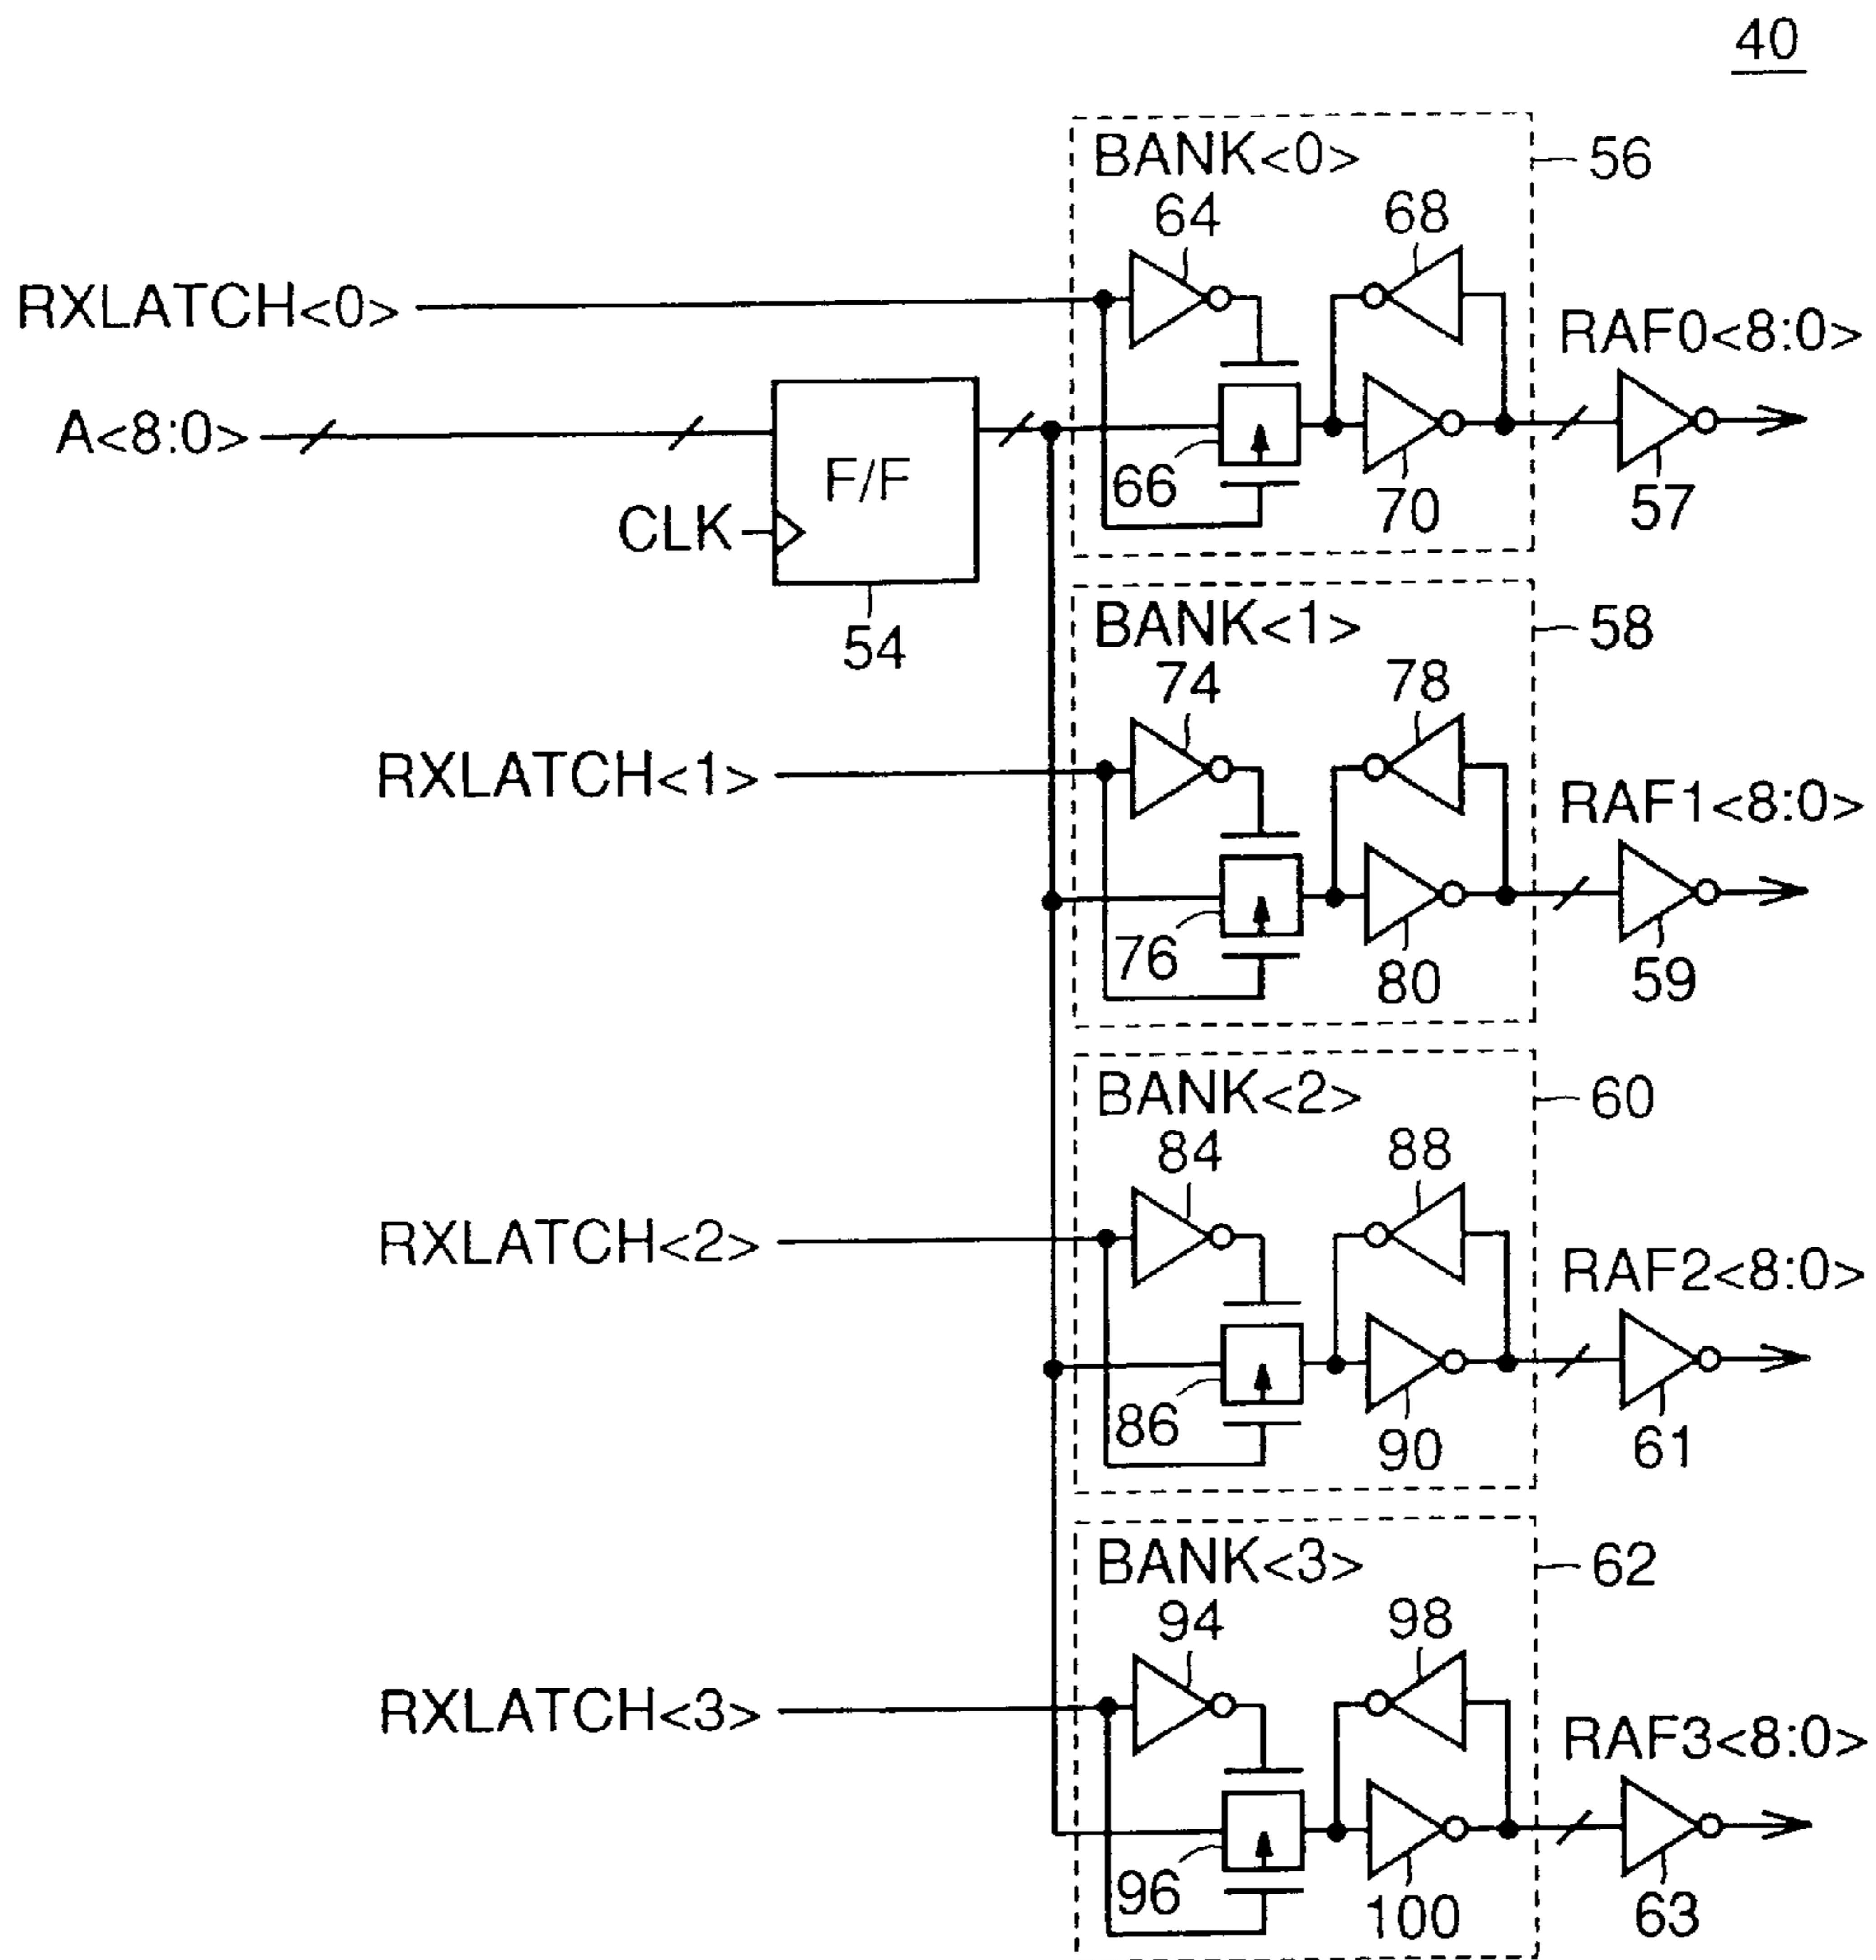 40
BANK<0>
56
64
68
RXLATCH<0>
RAF0<8:0>
A<8:0>
F/F
66
70
57
CLK
54
BANK<1>
58
74
78
RXLATCH<1>
RAF1<8:0>
76
80
59
BANK<2>
60
84
88
RXLATCH<2>
RAF2<8:0>
86
90
61
BANK<3>
62
94
98
RXLATCH<3>
RAF3<8:0>
96
100
63